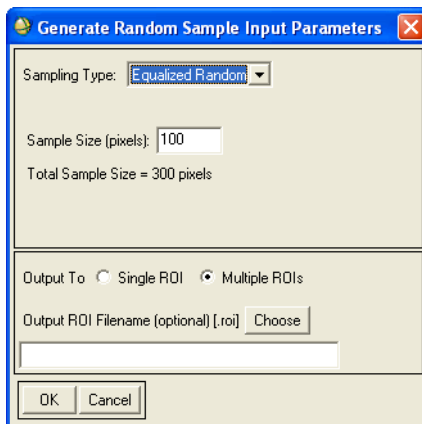 Generate Random Sample Input Parameters
Sampling Type: Equalized Random
Sample Size (pixels): 100
Total Sample Size = 300 pixels
Output To Single ROI Multiple ROIs
Output ROI Filename (optional) [.roi] Choose
OK Cancel